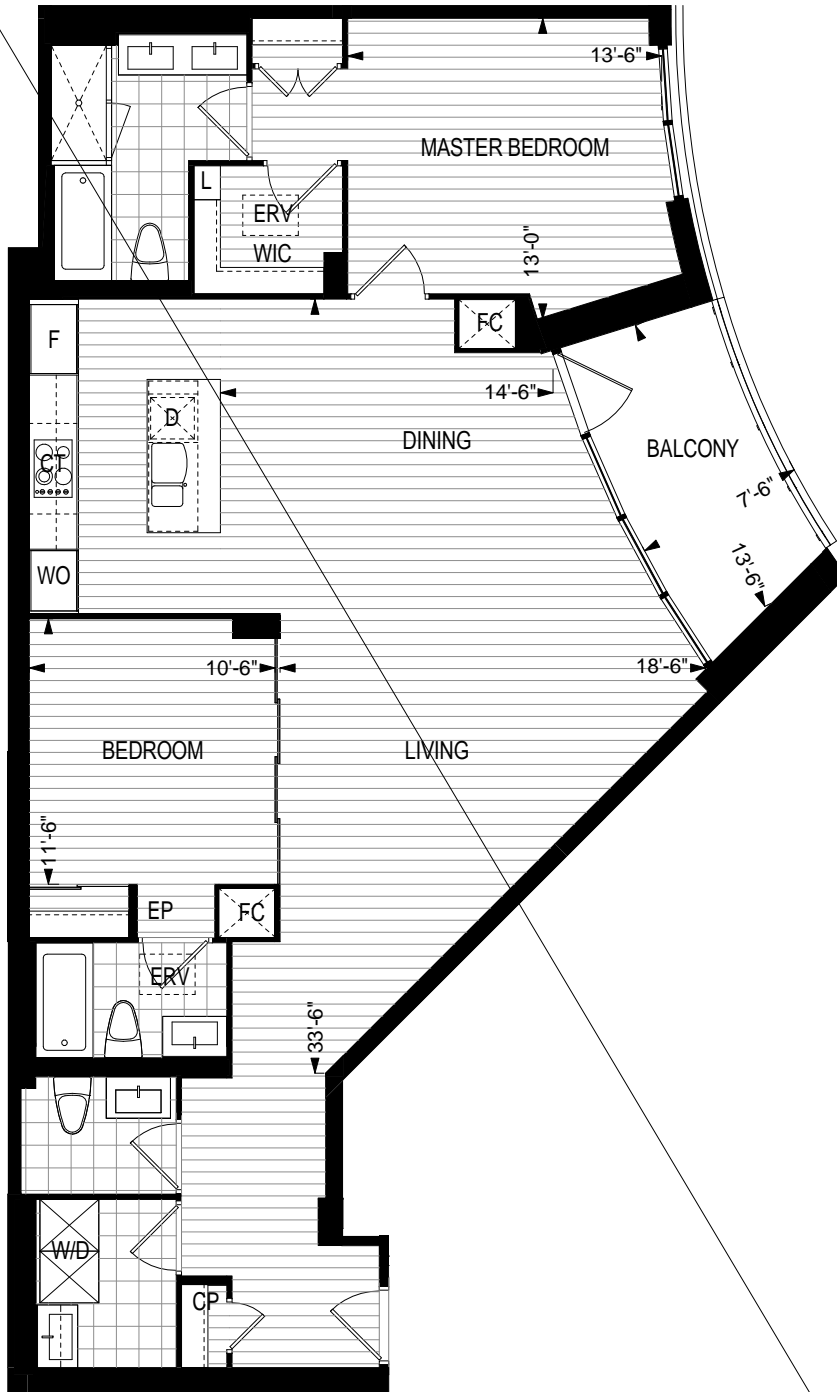 13'-6"
MASTER BEDROOM
L
ERV
WIC
13'-0"
F
FC
14'-6"
D
DINING
BALCONY
CT
7'-6"
WO
13'-6"
10'-6"
18'-6"
BEDROOM
LIVING
11'-6"
EP
FC
ERV
33'-6"
W/D
CP